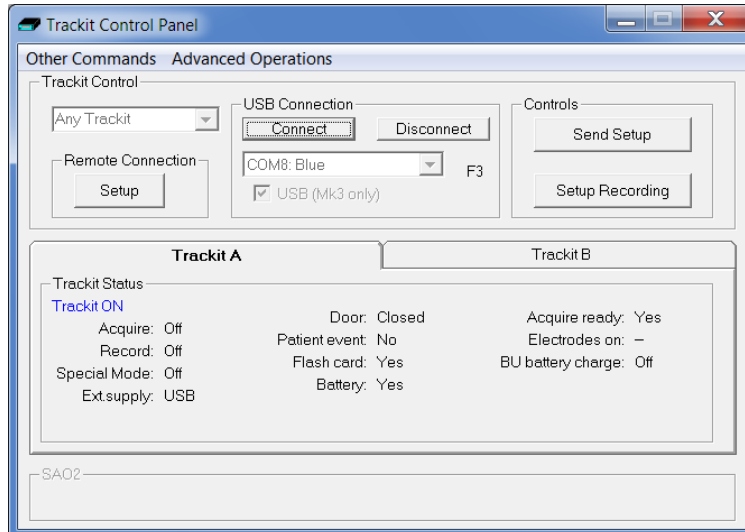 Trackit Control Panel
Other Commands Advanced Operations
Trackit Control
Any Trackit
Remote Connection
Setup
USB Connection
Connect Disconnect
COM8: Blue F3
USB (Mk3 only)
Controls
Send Setup
Setup Recording
Trackit A Trackit B
Trackit Status
Trackit ON
Acquire: Off
Record: Off
Special Mode: Off
Ext.supply: USB
Door: Closed
Patient event: No
Flash card: Yes
Battery: Yes
Acquire ready: Yes
Electrodes on: –
BU battery charge: Off
SAO2